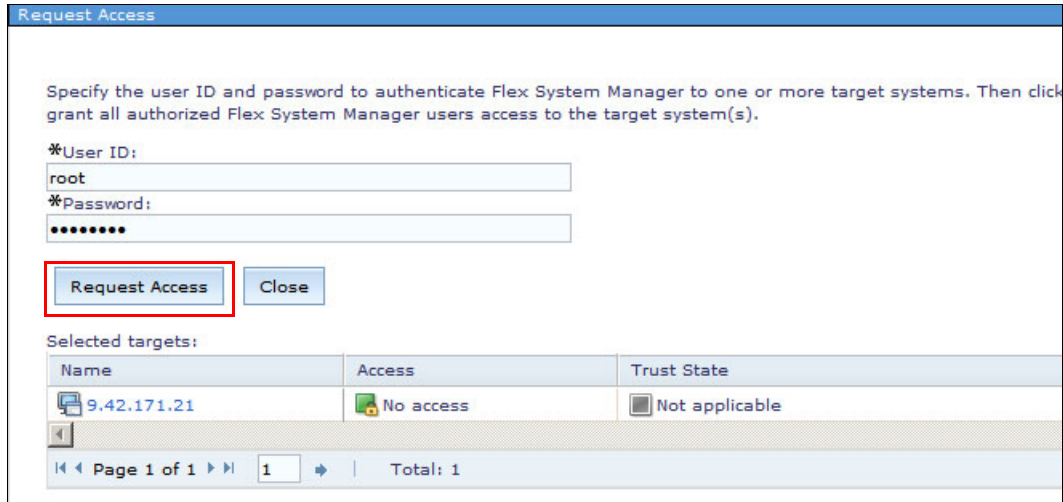 Request Access
Specify the user ID and password to authenticate Flex System Manager to one or more target systems. Then click
grant all authorized Flex System Manager users access to the target system(s).
*User ID:
root
*Password:
••••••••
Request Access Close
Selected targets:
Name Access Trust State
9.42.171.21 No access Not applicable
Page 1 of 1 1 Total: 1